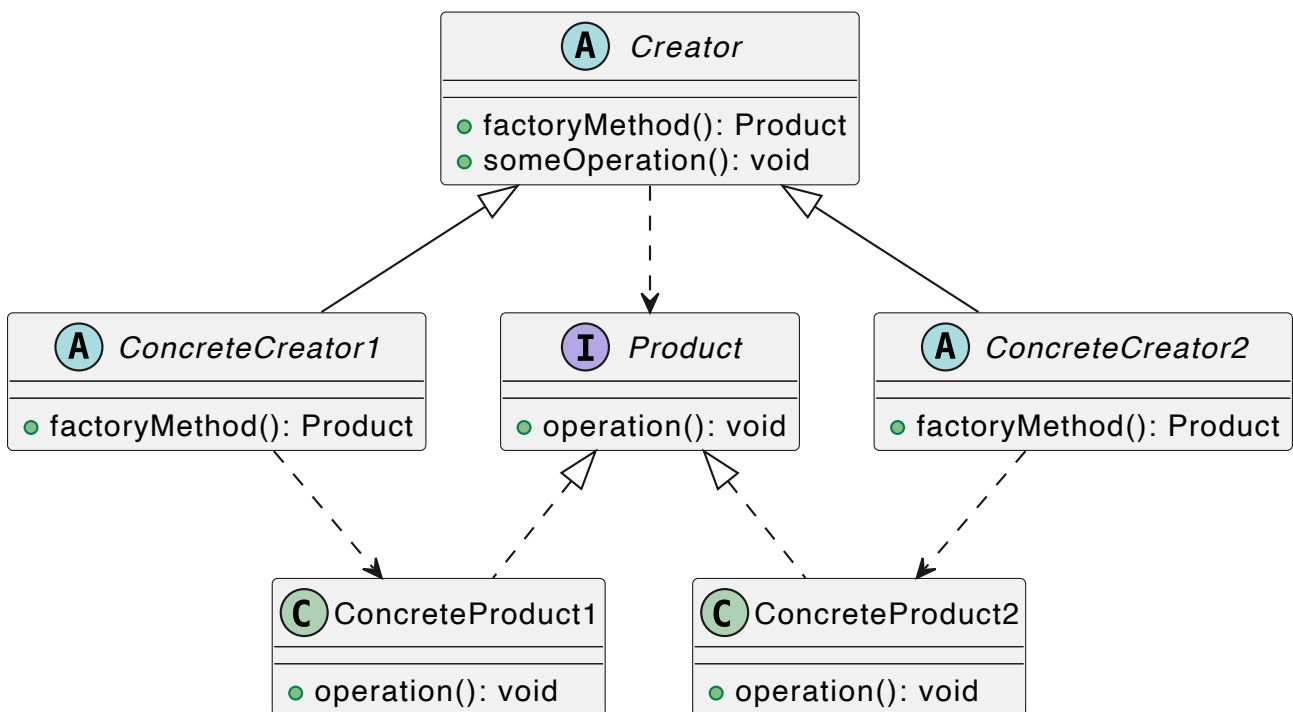 A Creator
factoryMethod(): Product
someOperation(): void
A ConcreteCreator1
factoryMethod(): Product
I Product
operation(): void
A ConcreteCreator2
factoryMethod(): Product
C ConcreteProduct1
operation(): void
C ConcreteProduct2
operation(): void